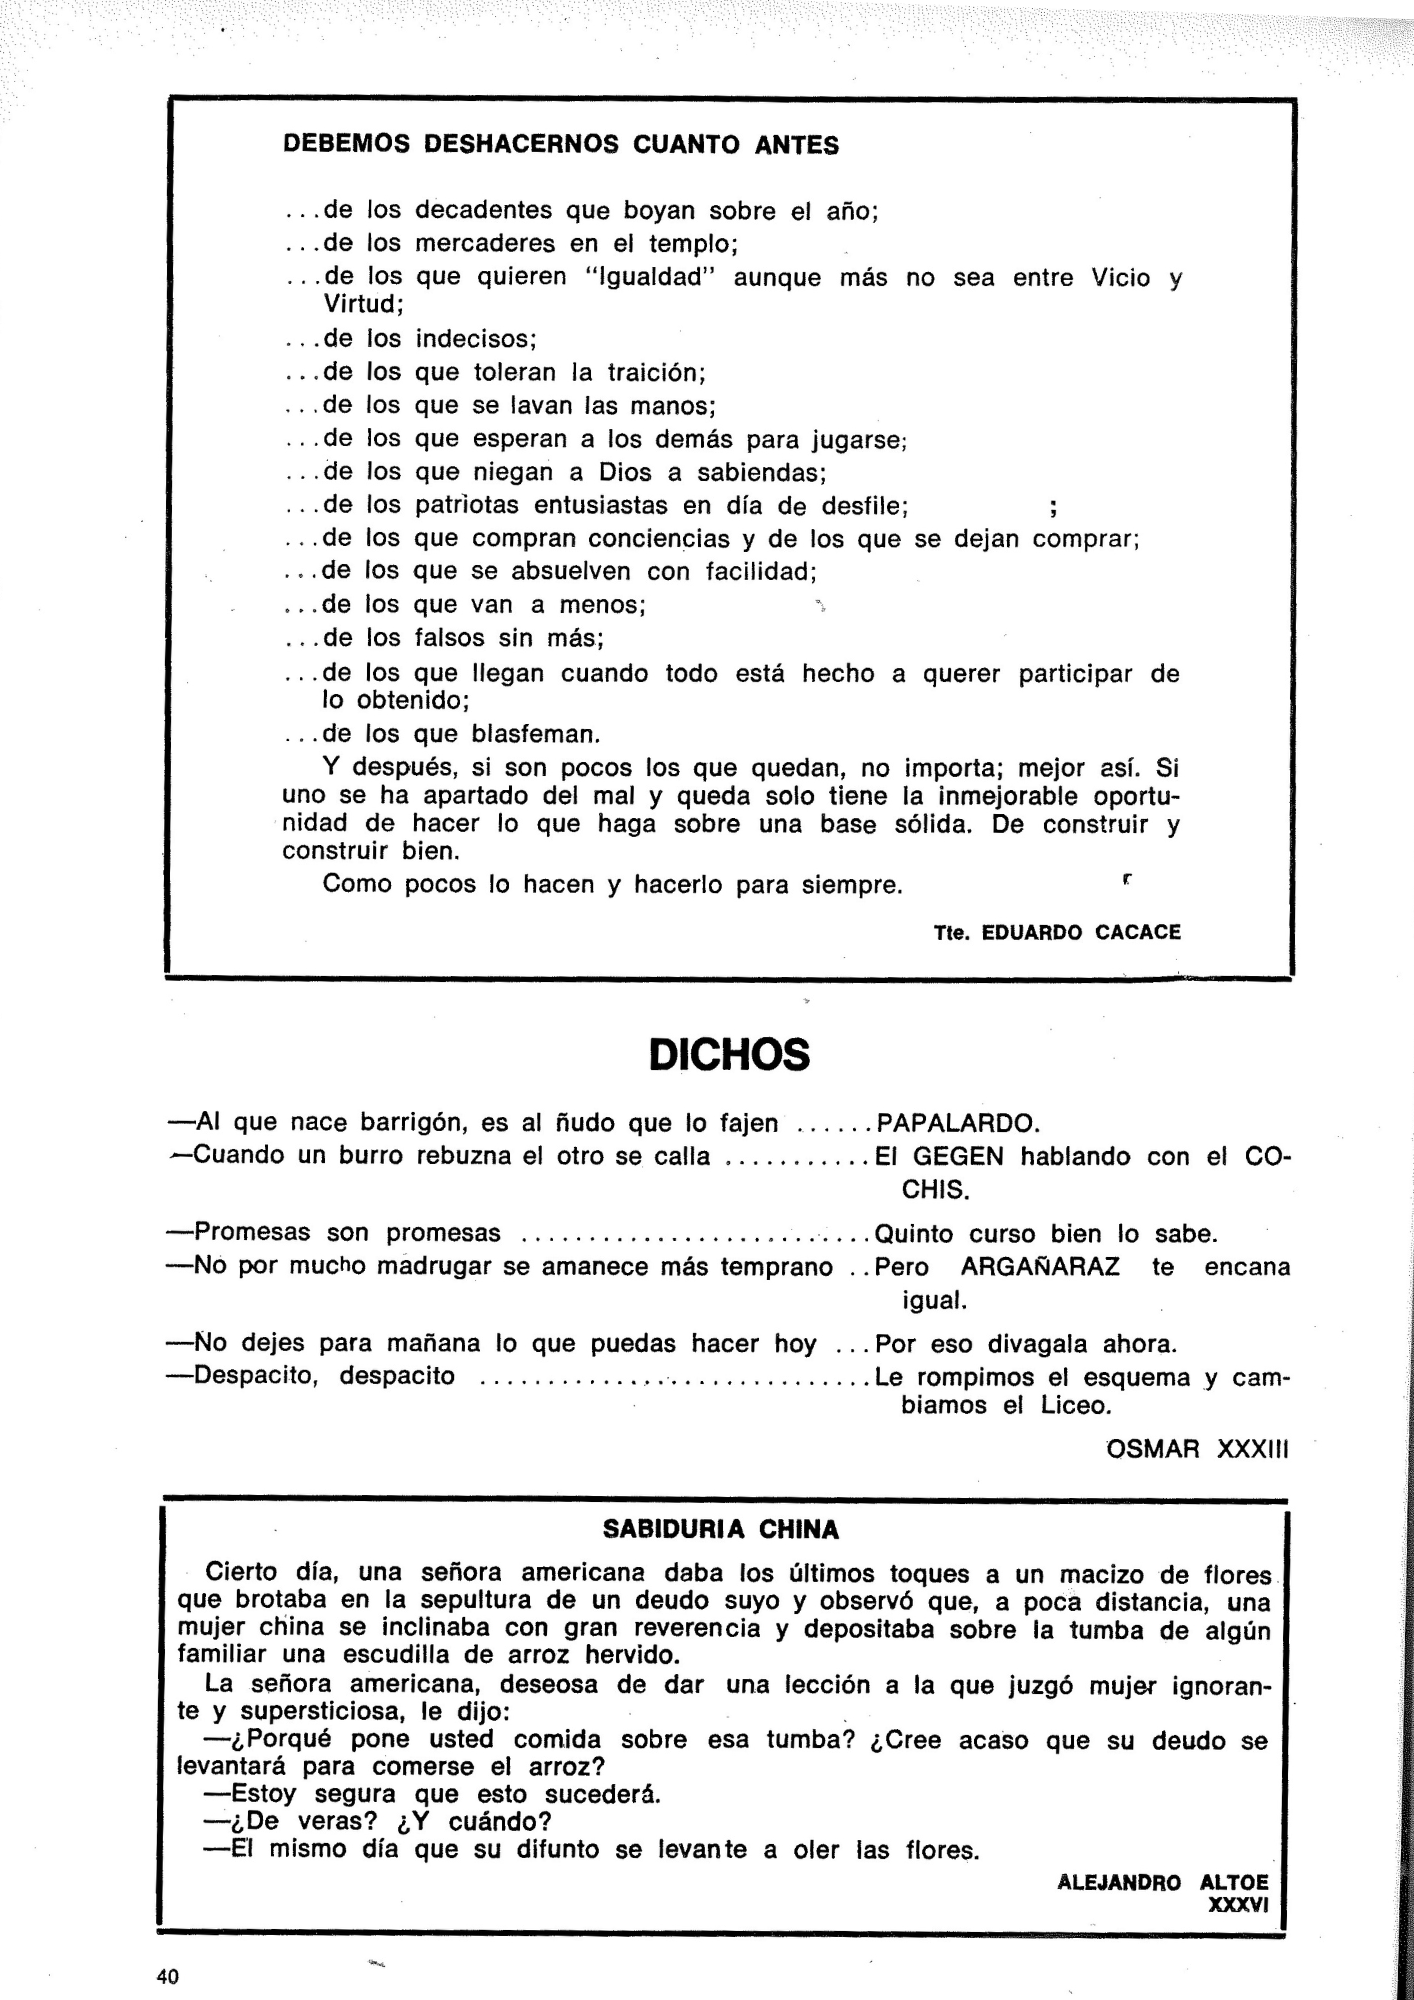 DEBEMOS DESHACERNOS CUANTO ANTES
...de los decadentes que boyan sobre el año;
...de los mercaderes en el templo;
...de los que quieren “Igualdad” aunque más no sea entre Vicio y
Virtud;
...de los indecisos;
...de los que toleran la traición;
...de los que se lavan las manos;
...de los que esperan a los demás para jugarse;
...de los que niegan a Dios a sabiendas;
...de los patriotas entusiastas en día de desfile; ;
...de los que compran conciencias y de los que se dejan comprar;
...de los que se absuelven con facilidad;
...de los que van a menos;
...de los falsos sin más;
...de los que llegan cuando todo está hecho a querer participar de
lo obtenido;
...de los que blasfeman.
Y después, si son pocos los que quedan, no importa; mejor así. Si
uno se ha apartado del mal y queda solo tiene la inmejorable oportu-
nidad de hacer lo que haga sobre una base sólida. De construir y
construir bien.
Como pocos lo hacen y hacerlo para siempre.
Tte. EDUARDO CACACE
DICHOS
—Al que nace barrigón, es al ñudo que lo fajen ...... PAPALARDO.
—Cuando un burro rebuzna el otro se calla ........... El GEGEN hablando con el CO-
CHIS.
—Promesas son promesas .......................... Quinto curso bien lo sabe.
—No por mucho madrugar se amanece más temprano .. Pero ARGAÑARAZ te encana
igual.
—No dejes para mañana lo que puedas hacer hoy ... Por eso divagala ahora.
—Despacito, despacito ............................. Le rompimos el esquema y cam-
biamos el Liceo.
OSMAR XXXIII
SABIDURIA CHINA
Cierto día, una señora americana daba los últimos toques a un macizo de flores
que brotaba en la sepultura de un deudo suyo y observó que, a poca distancia, una
mujer china se inclinaba con gran reverencia y depositaba sobre la tumba de algún
familiar una escudilla de arroz hervido.
La señora americana, deseosa de dar una lección a la que juzgó mujer ignoran-
te y supersticiosa, le dijo:
—¿Porqué pone usted comida sobre esa tumba? ¿Cree acaso que su deudo se
levantará para comerse el arroz?
—Estoy segura que esto sucederá.
—¿De veras? ¿Y cuándo?
—El mismo día que su difunto se levante a oler las flores.
ALEJANDRO ALTOE
XXXVI
40